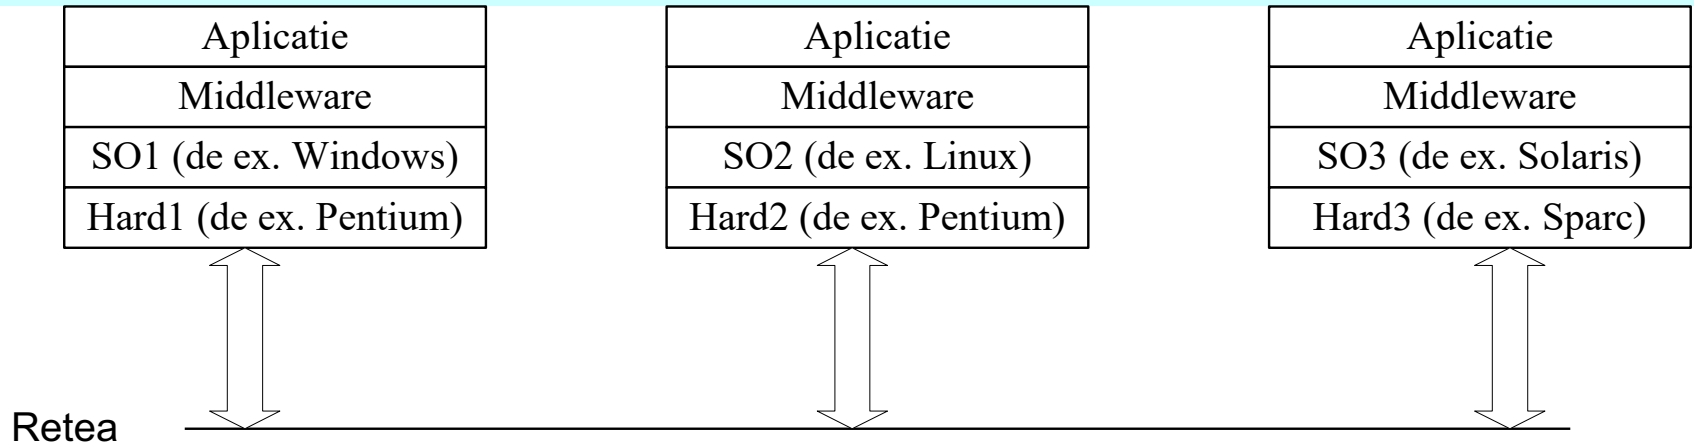 Aplicatie
Middleware
SO1 (de ex. Windows)
Hard1 (de ex. Pentium)
Aplicatie
Middleware
SO2 (de ex. Linux)
Hard2 (de ex. Pentium)
Aplicatie
Middleware
SO3 (de ex. Solaris)
Hard3 (de ex. Sparc)
Retea